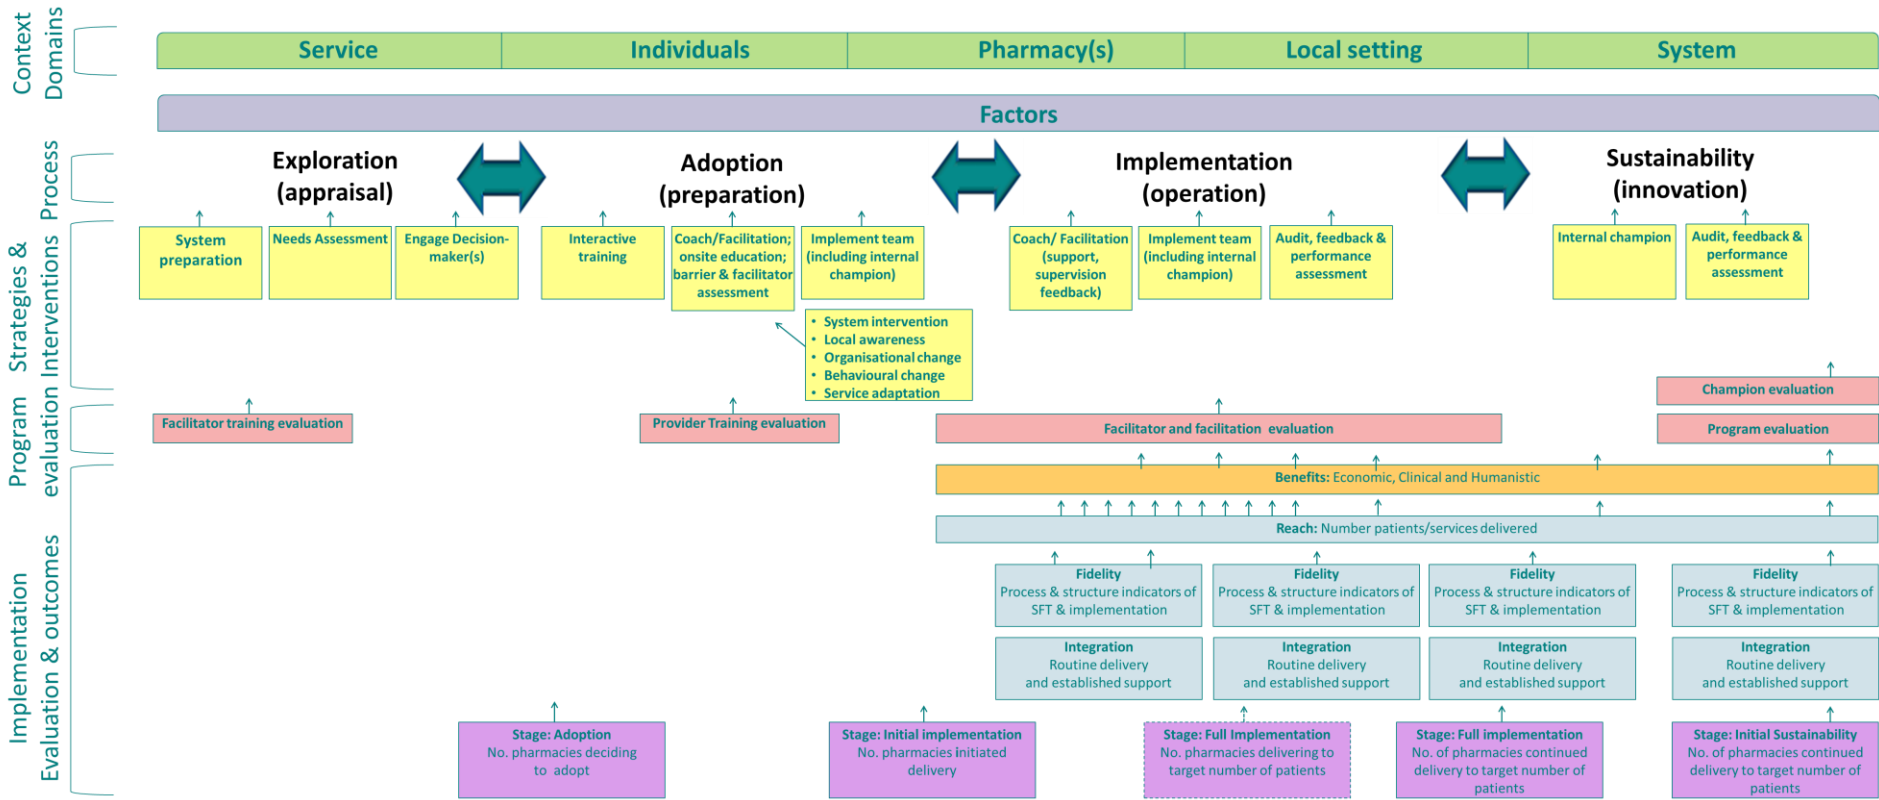 Context
Domains
Service
Individuals
Pharmacy(s)
Local setting
System
Factors
Process
Exploration
(appraisal)
Adoption
(preparation)
Implementation
(operation)
Sustainability
(innovation)
Strategies &
Interventions
System
preparation
Needs Assessment
Engage Decision-
maker(s)
Interactive
training
Coach/Facilitation;
onsite education;
barrier & facilitator
assessment
Implement team
(including internal
champion)
• System intervention
• Local awareness
• Organisational change
• Behavioural change
• Service adaptation
Coach/ Facilitation
(support,
supervision
feedback)
Implement team
(including internal
champion)
Audit, feedback &
performance
assessment
Internal champion
Audit, feedback &
performance
assessment
Program
evaluation
Facilitator training evaluation
Provider Training evaluation
Facilitator and facilitation evaluation
Champion evaluation
Program evaluation
Implementation
Evaluation & outcomes
Benefits: Economic, Clinical and Humanistic
Reach: Number patients/services delivered
Fidelity
Process & structure indicators of
SFT & implementation
Fidelity
Process & structure indicators of
SFT & implementation
Fidelity
Process & structure indicators of
SFT & implementation
Fidelity
Process & structure indicators of
SFT & implementation
Integration
Routine delivery
and established support
Integration
Routine delivery
and established support
Integration
Routine delivery
and established support
Integration
Routine delivery
and established support
Stage: Adoption
No. pharmacies deciding
to adopt
Stage: Initial implementation
No. pharmacies initiated
delivery
Stage: Full Implementation
No. pharmacies delivering to
target number of patients
Stage: Full implementation
No. of pharmacies continued
delivery to target number of
patients
Stage: Initial Sustainability
No. of pharmacies continued
delivery to target number of
patients